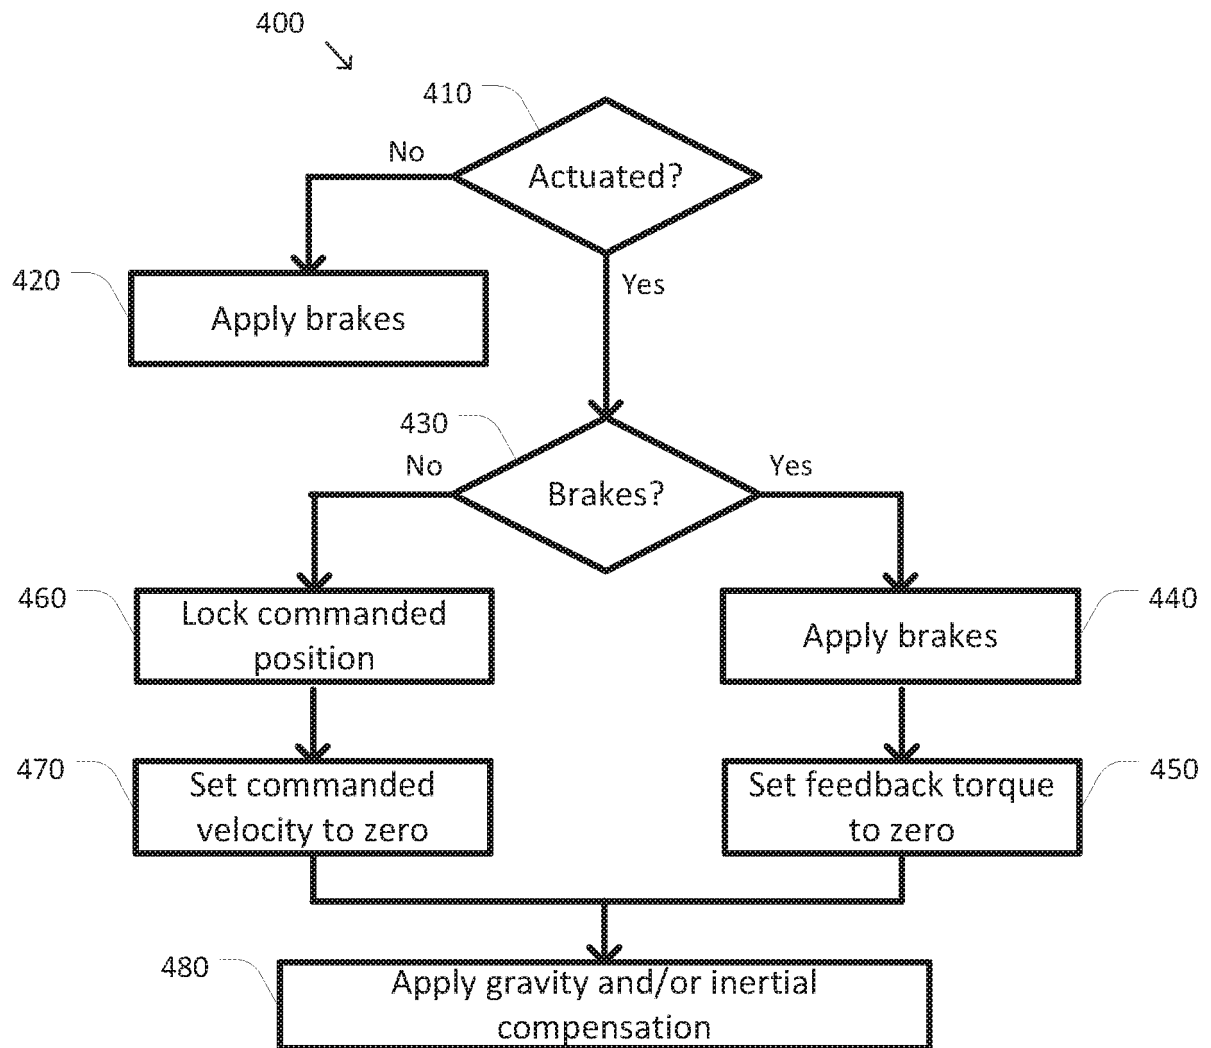 400
410
No
Actuated?
420
Apply brakes
Yes
430
No
Yes
Brakes?
460
Lock commanded
position
Apply brakes
440
470
Set commanded
velocity to zero
Set feedback torque
to zero
450
480
Apply gravity and/or inertial
compensation